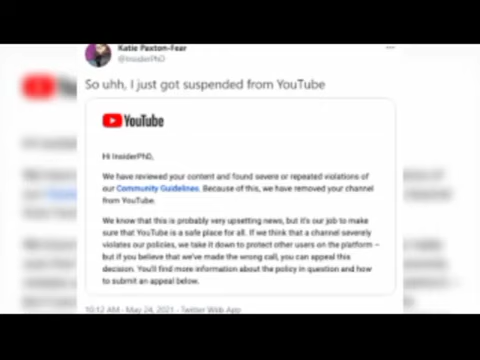 Katie Paxton-Fear
@InsiderPhD
So uhh, I just got suspended from YouTube
YouTube
Hi InsiderPhD,
We have reviewed your content and found severe or repeated violations of
our Community Guidelines. Because of this, we have removed your channel
from YouTube.
We know that this is probably very upsetting news, but it's our job to make
sure that YouTube is a safe place for all. If we think that a channel severely
violates our policies, we take it down to protect other users on the platform –
but if you believe that we've made the wrong call, you can appeal this
decision. You'll find more information about the policy in question and how
to submit an appeal below.
10:12 AM · May 24, 2021 · Twitter Web App